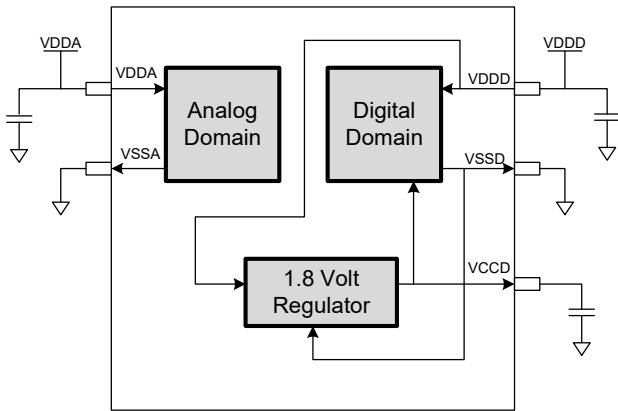 VDDA
VDDD
VDDA
Analog
Domain
Digital
Domain
VDDD
VSSA
VSSD
1.8 Volt
Regulator
VCCD